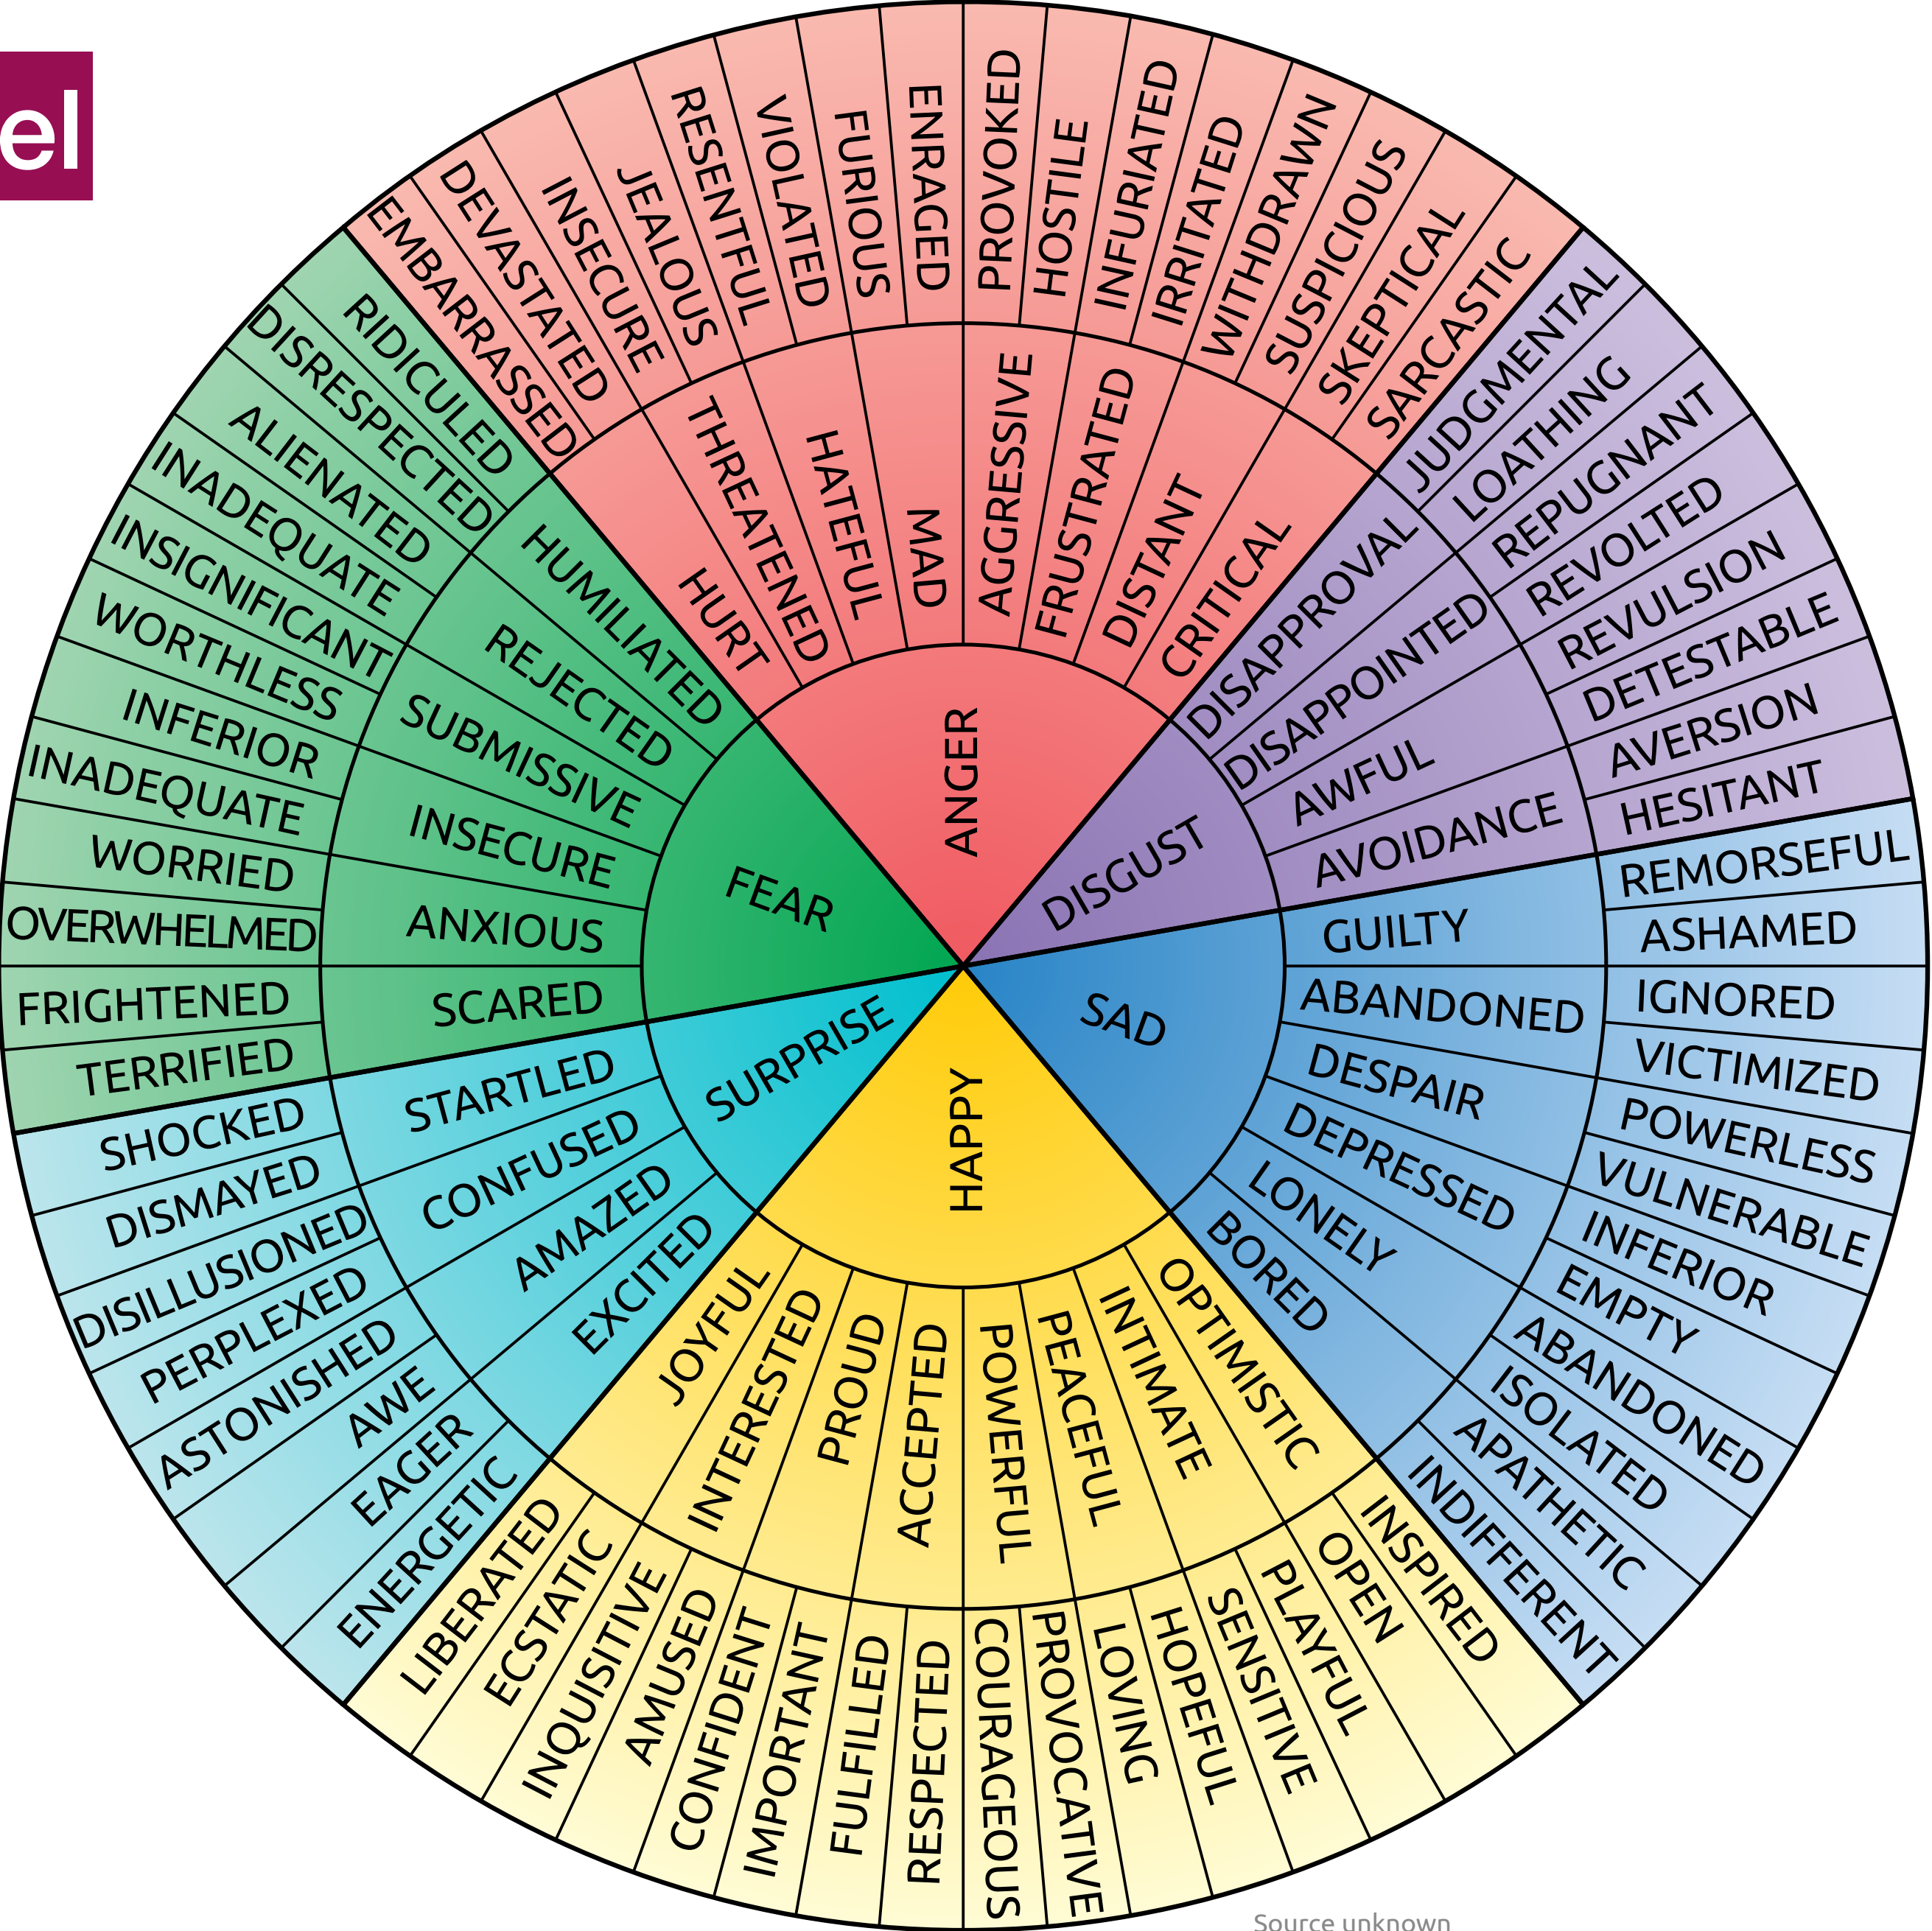 el
ANGER
DISGUST
SAD
HAPPY
SURPRISE
FEAR
HURT
THREATENED
HATEFUL
MAD
AGGRESSIVE
FRUSTRATED
DISTANT
CRITICAL
DISAPPROVAL
DISAPPOINTED
AWFUL
AVOIDANCE
GUILTY
ABANDONED
DESPAIR
DEPRESSED
LONELY
BORED
OPTIMISTIC
INTIMATE
PEACEFUL
POWERFUL
ACCEPTED
PROUD
INTERESTED
JOYFUL
EXCITED
AMAZED
CONFUSED
STARTLED
SCARED
ANXIOUS
INSECURE
SUBMISSIVE
REJECTED
HUMILIATED
EMBARRASSED
DEVASTATED
INSECURE
JEALOUS
RESENTFUL
VIOLATED
FURIOUS
ENRAGED
PROVOKED
HOSTILE
INFURIATED
IRRITATED
WITHDRAWN
SUSPICIOUS
SKEPTICAL
SARCASTIC
JUDGMENTAL
LOATHING
REPUGNANT
REVOLTED
REVULSION
DETESTABLE
AVERSION
HESITANT
REMORSEFUL
ASHAMED
IGNORED
VICTIMIZED
POWERLESS
VULNERABLE
INFERIOR
EMPTY
ABANDONED
ISOLATED
APATHETIC
INDIFFERENT
INSPIRED
OPEN
PLAYFUL
SENSITIVE
HOPEFUL
LOVING
PROVOCATIVE
COURAGEOUS
RESPECTED
FULFILLED
IMPORTANT
CONFIDENT
AMUSED
INQUISITIVE
ECSTATIC
LIBERATED
ENERGETIC
EAGER
AWE
ASTONISHED
PERPLEXED
DISILLUSIONED
DISMAYED
SHOCKED
TERRIFIED
FRIGHTENED
OVERWHELMED
WORRIED
INADEQUATE
INFERIOR
WORTHLESS
INSIGNIFICANT
INADEQUATE
ALIENATED
DISRESPECTED
RIDICULED
Source unknown